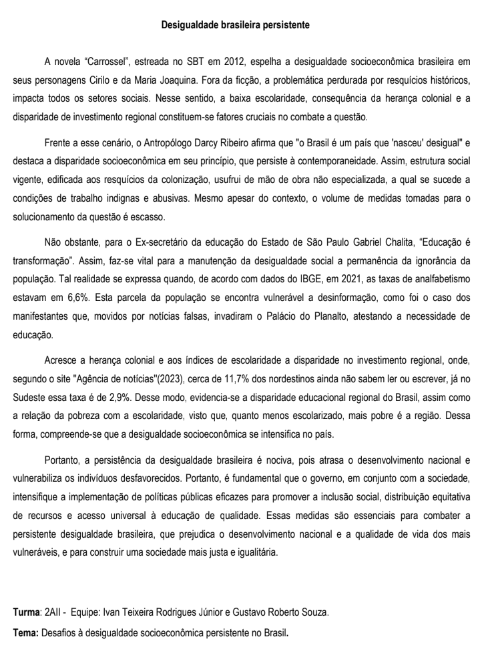 Desigualdade brasileira persistente
A novela “Carrossel”, estreada no SBT em 2012, espelha a desigualdade socioeconômica brasileira em
seus personagens Cirilo e da Maria Joaquina. Fora da ficção, a problemática perdurada por resquícios históricos,
impacta todos os setores sociais. Nesse sentido, a baixa escolaridade, consequência da herança colonial e a
disparidade de investimento regional constituem-se fatores cruciais no combate a questão.
Frente a esse cenário, o Antropólogo Darcy Ribeiro afirma que "o Brasil é um país que 'nasceu' desigual" e
destaca a disparidade socioeconômica em seu princípio, que persiste à contemporaneidade. Assim, estrutura social
vigente, edificada aos resquícios da colonização, usufrui de mão de obra não especializada, a qual se sucede a
condições de trabalho indignas e abusivas. Mesmo apesar do contexto, o volume de medidas tomadas para o
solucionamento da questão é escasso.
Não obstante, para o Ex-secretário da educação do Estado de São Paulo Gabriel Chalita, “Educação é
transformação”. Assim, faz-se vital para a manutenção da desigualdade social a permanência da ignorância da
população. Tal realidade se expressa quando, de acordo com dados do IBGE, em 2021, as taxas de analfabetismo
estavam em 6,6%. Esta parcela da população se encontra vulnerável a desinformação, como foi o caso dos
manifestantes que, movidos por notícias falsas, invadiram o Palácio do Planalto, atestando a necessidade de
educação.
Acresce a herança colonial e aos índices de escolaridade a disparidade no investimento regional, onde,
segundo o site "Agência de notícias"(2023), cerca de 11,7% dos nordestinos ainda não sabem ler ou escrever, já no
Sudeste essa taxa é de 2,9%. Desse modo, evidencia-se a disparidade educacional regional do Brasil, assim como
a relação da pobreza com a escolaridade, visto que, quanto menos escolarizado, mais pobre é a região. Dessa
forma, compreende-se que a desigualdade socioeconômica se intensifica no país.
Portanto, a persistência da desigualdade brasileira é nociva, pois atrasa o desenvolvimento nacional e
vulnerabiliza os indivíduos desfavorecidos. Portanto, é fundamental que o governo, em conjunto com a sociedade,
intensifique a implementação de políticas públicas eficazes para promover a inclusão social, distribuição equitativa
de recursos e acesso universal à educação de qualidade. Essas medidas são essenciais para combater a
persistente desigualdade brasileira, que prejudica o desenvolvimento nacional e a qualidade de vida dos mais
vulneráveis, e para construir uma sociedade mais justa e igualitária.
Turma: 2AII - Equipe: Ivan Teixeira Rodrigues Júnior e Gustavo Roberto Souza.
Tema: Desafios à desigualdade socioeconômica persistente no Brasil.